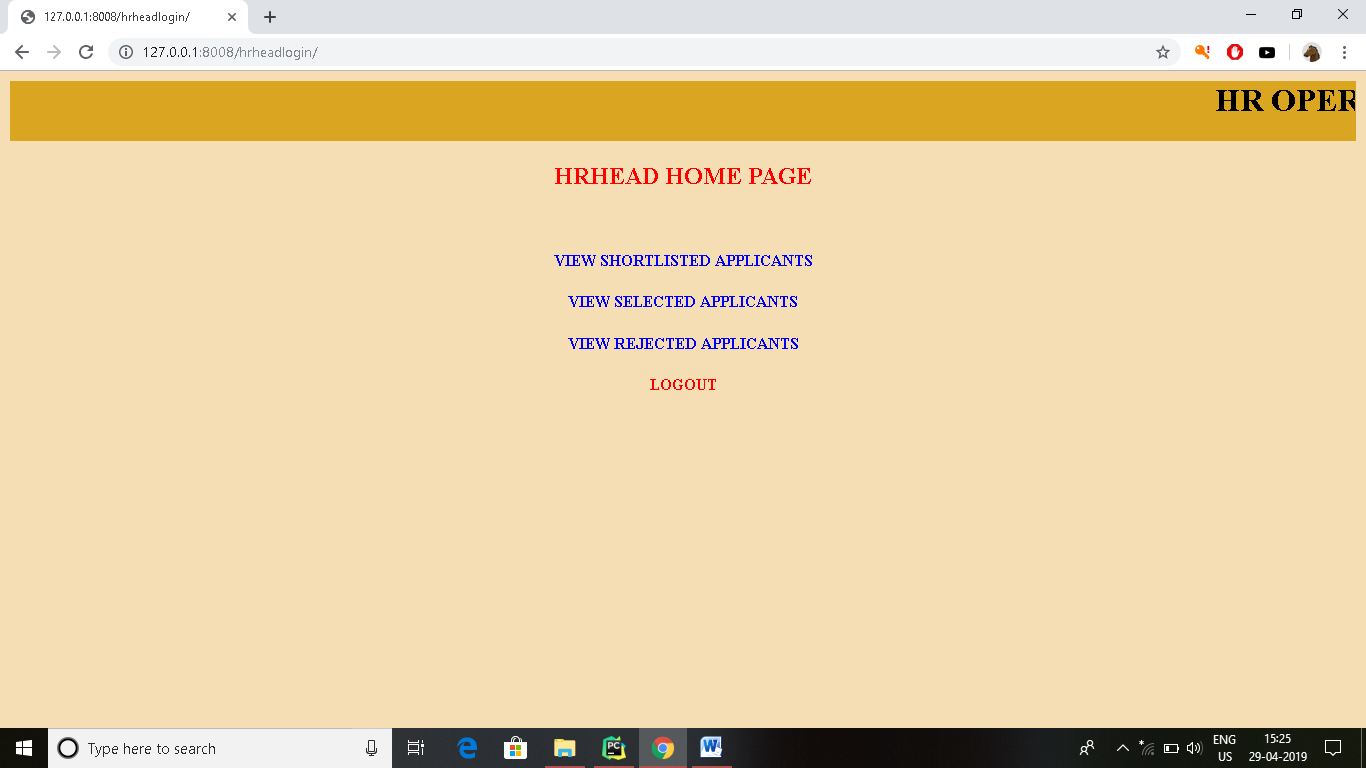 127.0.0.1:8008/hrheadlogin/
127.0.0.1:8008/hrheadlogin/
HR OPER
HRHEAD HOME PAGE
VIEW SHORTLISTED APPLICANTS
VIEW SELECTED APPLICANTS
VIEW REJECTED APPLICANTS
LOGOUT
Type here to search
PC
W
ENG
US
15:25
29-04-2019